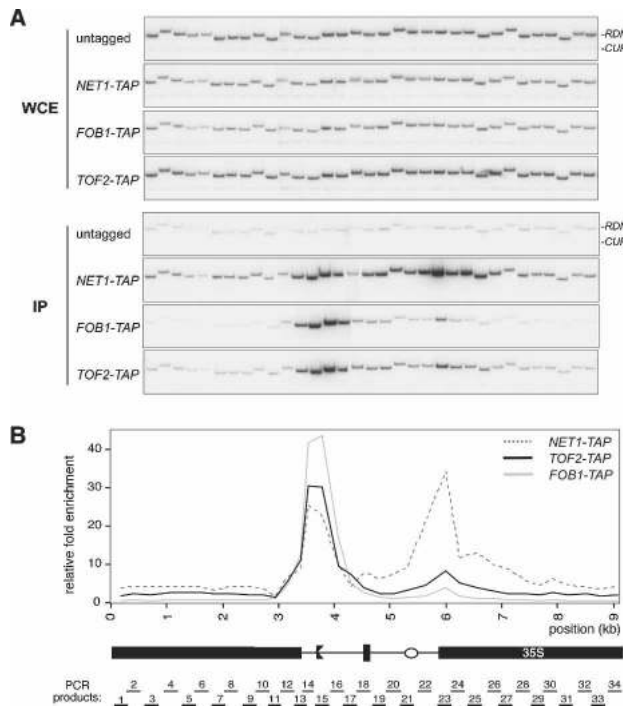 A
untagged
-RDN
-CUP
NET1-TAP
WCE
FOB1-TAP
TOF2-TAP
untagged
-RDN
-CUP
NET1-TAP
IP
FOB1-TAP
TOF2-TAP
B
relative fold enrichment
40
30
20
10
0
NET1-TAP
TOF2-TAP
FOB1-TAP
0 1 2 3 4 5 6 7 8 9
position (kb)
35S
PCR products:
2 4 6 8 10 12 14 16 18 20 22 24 26 28 30 32 34
1 3 5 7 9 11 13 15 17 19 21 23 25 27 29 31 33